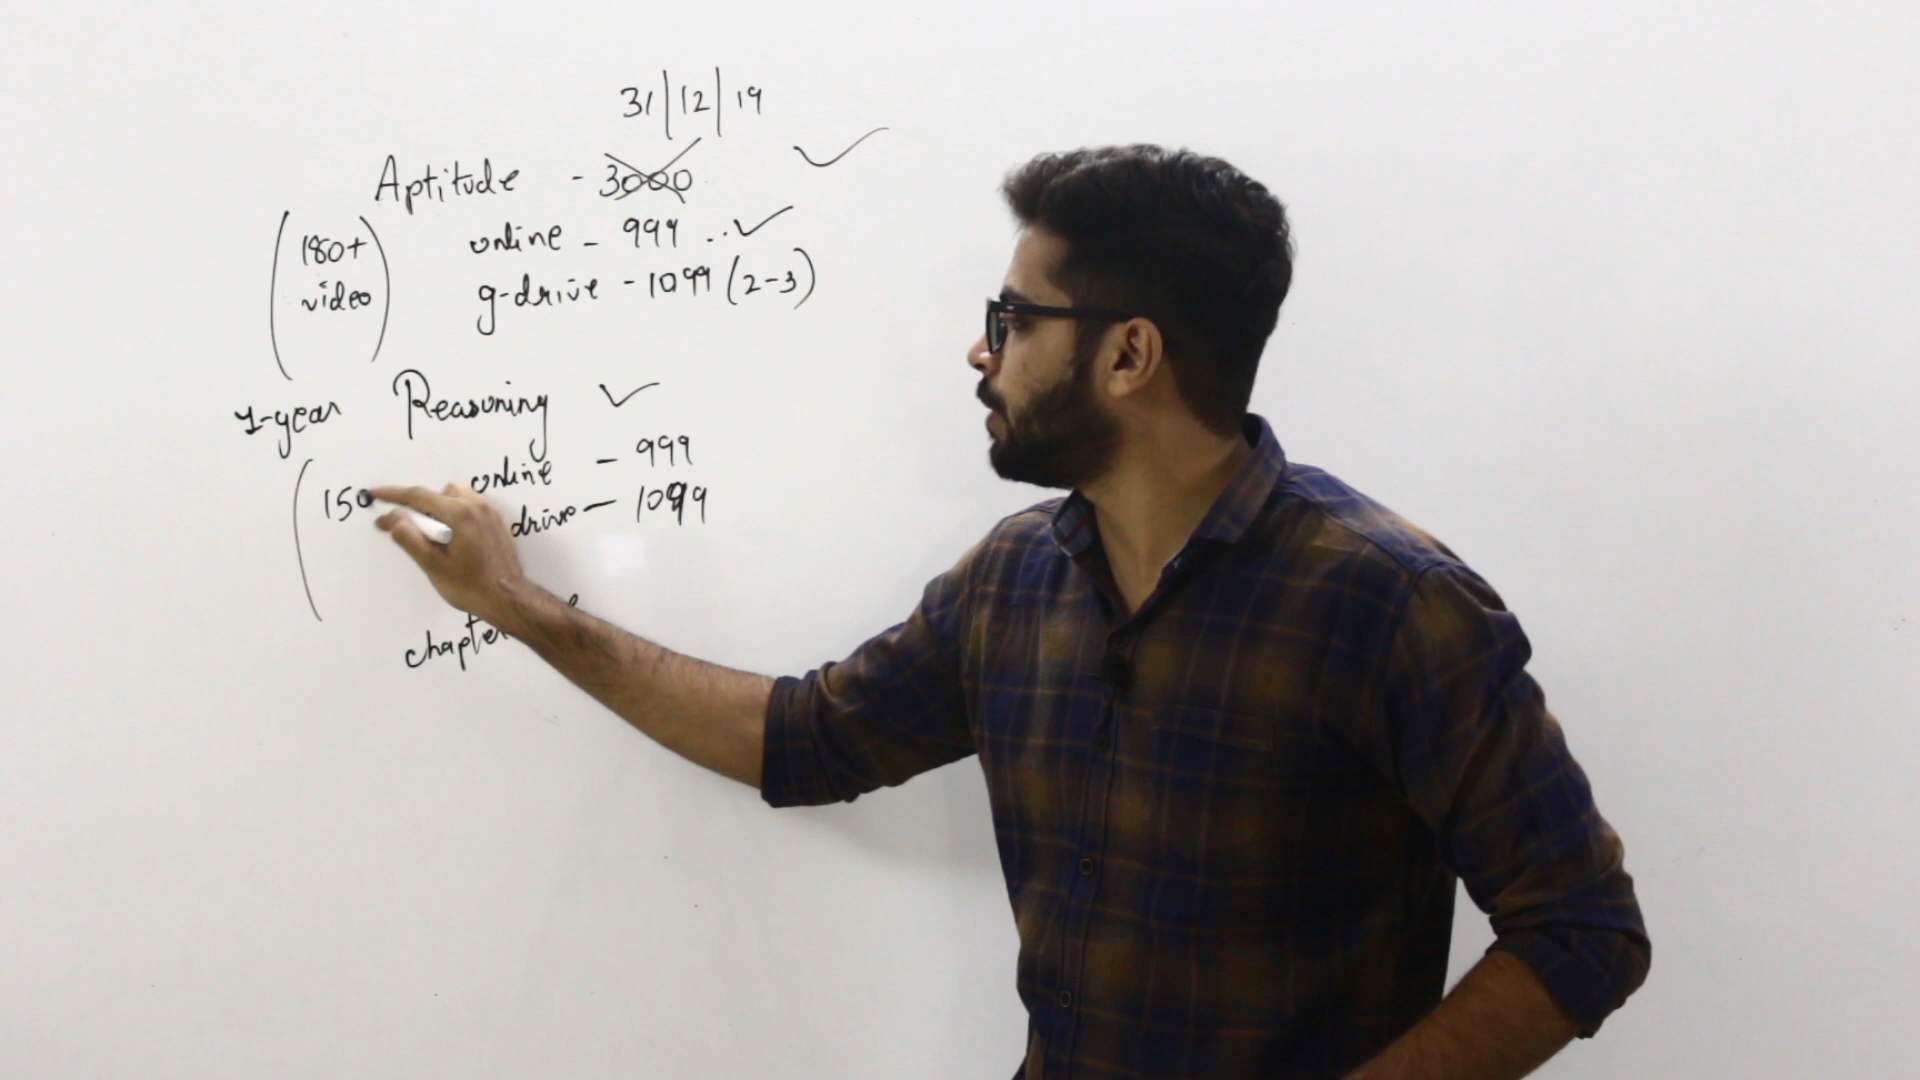 31|12|19
Aptitude - 3000
(180+ video)
online - 999
g-drive - 1099 (2-3)
1-year Reasoning
online - 999
(150
drive - 1099
chapter